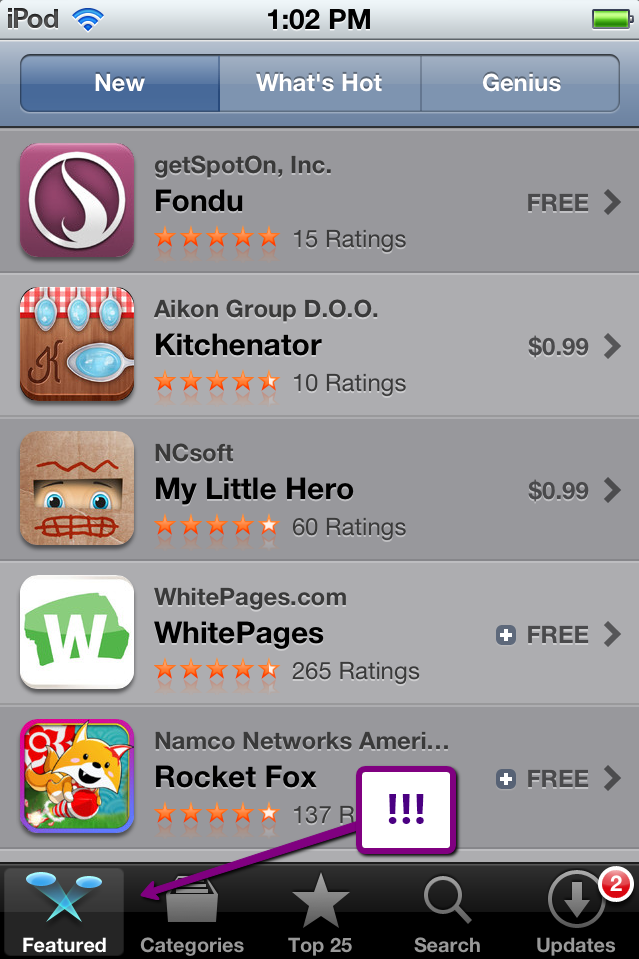 iPod 1:02 PM
New What's Hot Genius
getSpotOn, Inc.
Fondu FREE
15 Ratings
Aikon Group D.O.O.
K
Kitchenator $0.99
10 Ratings
NCsoft
My Little Hero $0.99
60 Ratings
WhitePages.com
W
WhitePages FREE
265 Ratings
Namco Networks Ameri...
Rocket Fox FREE
137 R
!!!
2
Featured Categories Top 25 Search Updates